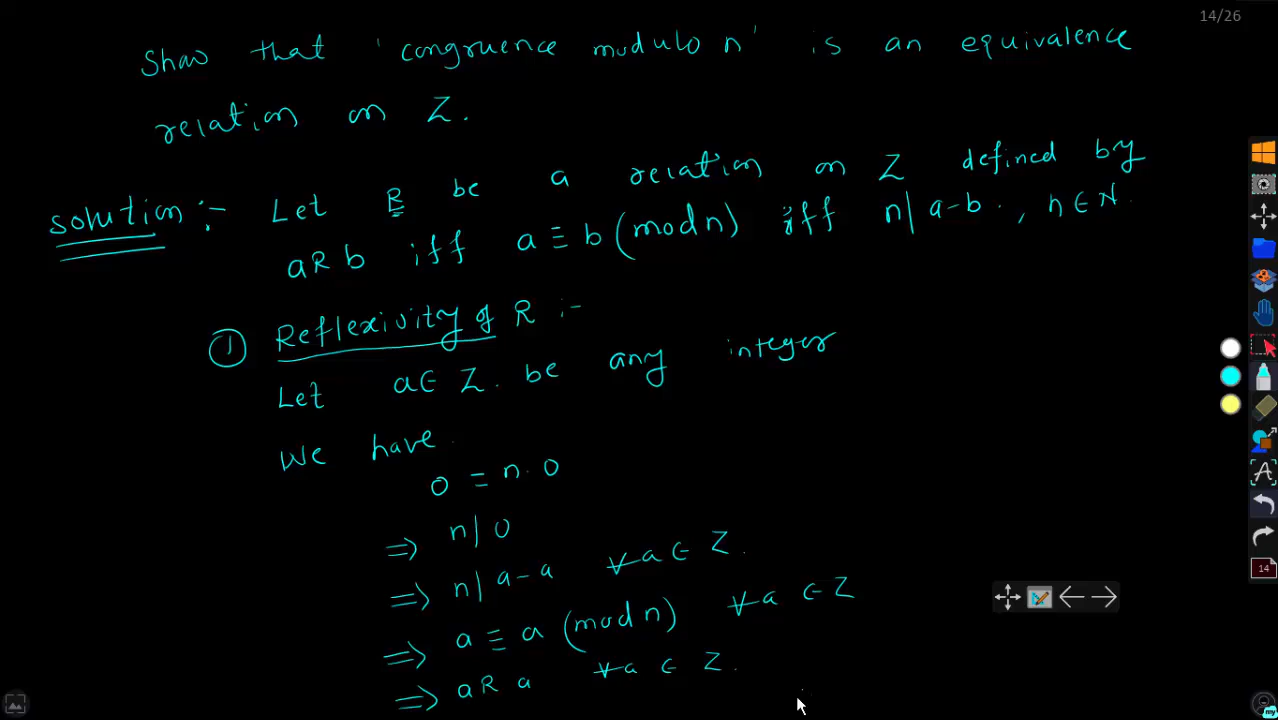 14/26
Show that 'congruence modulo n' is an equivalence
relation on Z.
Solution :- Let R be a relation on Z defined by
aRb iff a ≡ b (mod n) iff n|a-b., n∈N.
① Reflexivity of R :-
Let a∈Z. be any integer
We have.
0 = n.0
⇒ n|0
⇒ n|a-a ∀a∈Z.
⇒ a ≡ a (mod n) ∀a∈Z
⇒ aRa ∀a∈Z.
14